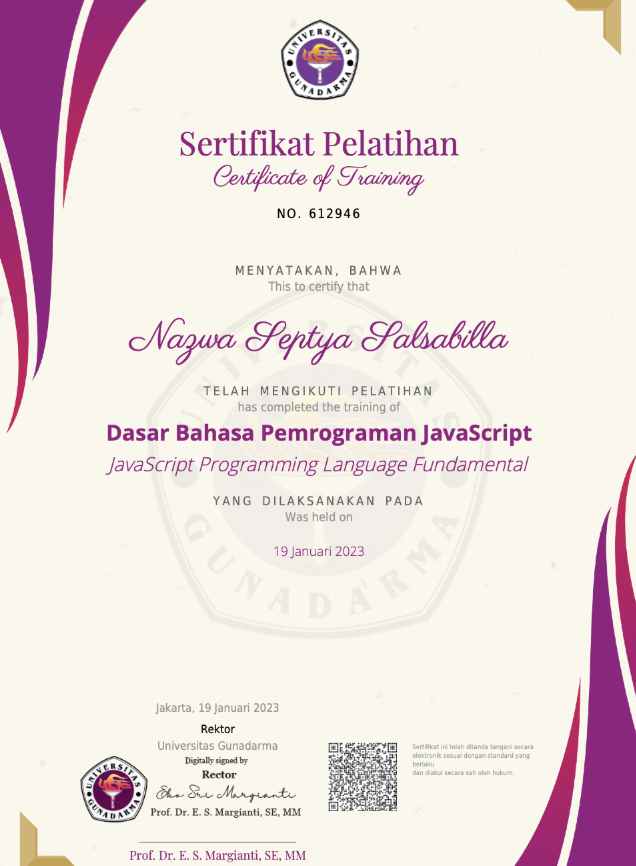 UNIVERSITAS
GUNADARMA
Sertifikat Pelatihan
Certificate of Training
NO. 612946
MENYATAKAN, BAHWA
This to certify that
Nazwa Septya Salsabilla
TELAH MENGIKUTI PELATIHAN
has completed the training of
Dasar Bahasa Pemrograman JavaScript
JavaScript Programming Language Fundamental
YANG DILAKSANAKAN PADA
Was held on
19 Januari 2023
UNIVERSITAS
GUNADARMA
Jakarta, 19 Januari 2023
Rektor
Universitas Gunadarma
Digitally signed by
Rector
Eko Sri Margianti
Prof. Dr. E. S. Margianti, SE, MM
UNIVERSITAS
GUNADARMA
Sertifikat ini telah ditanda tangani secara
elektronik sesuai dengan standard yang
berlaku
dan diakui secara sah oleh hukum.
Prof. Dr. E. S. Margianti, SE, MM